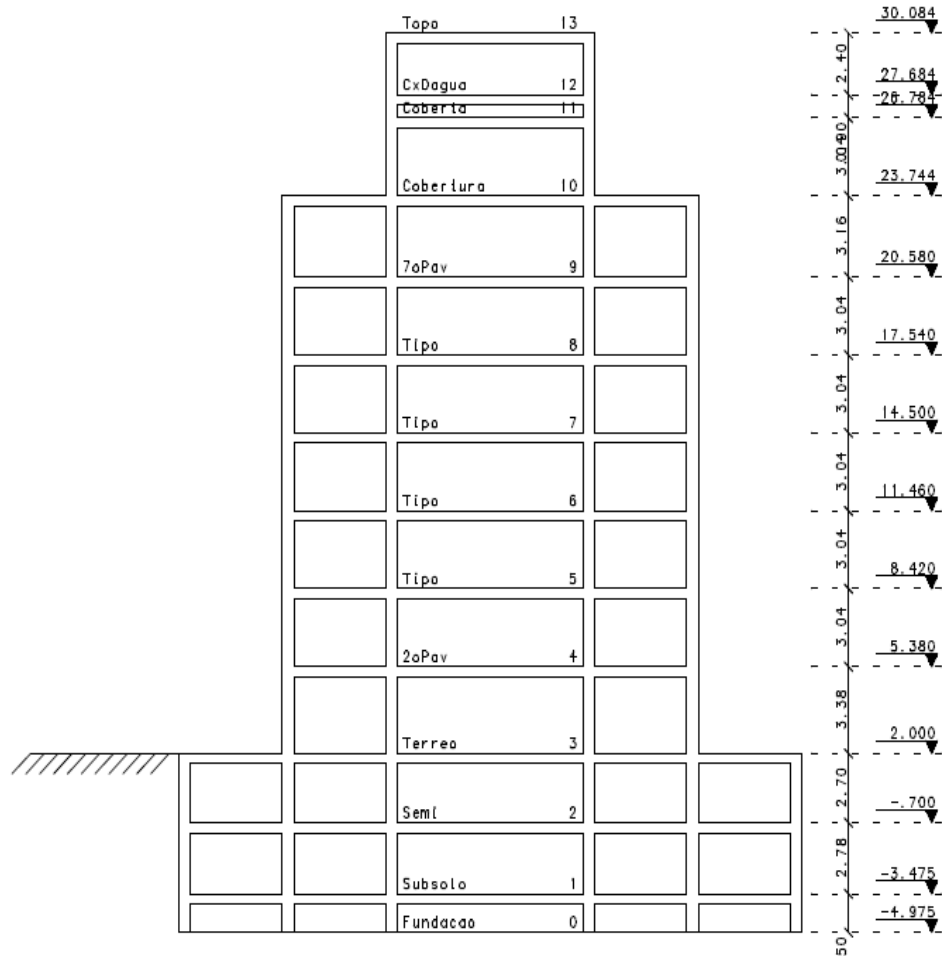 Topo 13 30.084
2.40
CxDagua 12 27.684
Coberta 11 26.784
.90
3.04
Cobertura 10 23.744
3.16
7oPav 9 20.580
3.04
Tipo 8 17.540
3.04
Tipo 7 14.500
3.04
Tipo 6 11.460
3.04
Tipo 5 8.420
3.04
2oPav 4 5.380
3.38
Terreo 3 2.000
2.70
Semi 2 -.700
2.78
Subsolo 1 -3.475
Fundacao 0 -4.975
50